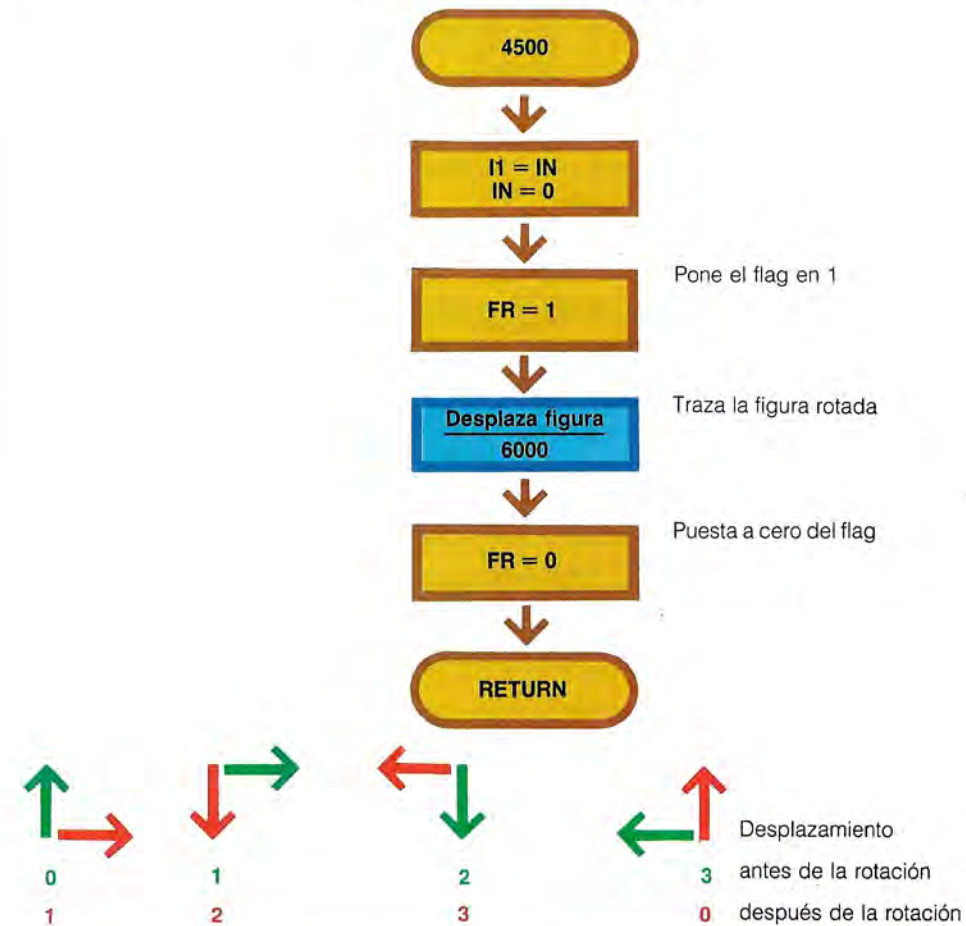 4500
I1 = IN
IN = 0
Pone el flag en 1
FR = 1
Traza la figura rotada
Desplaza figura
6000
Puesta a cero del flag
FR = 0
RETURN
Desplazamiento
0 1 2 3 antes de la rotación
1 2 3 0 después de la rotación